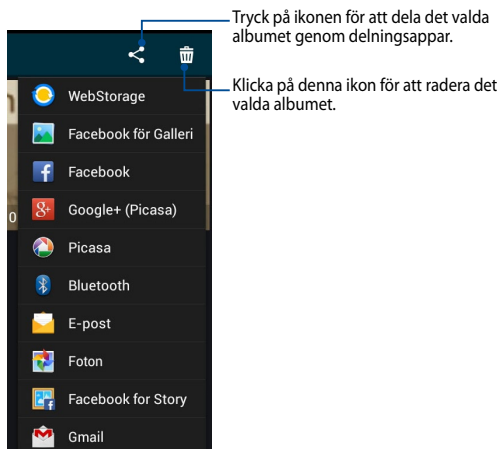 Tryck på ikonen för att dela det valda
albumet genom delningsappar.
Klicka på denna ikon för att radera det
valda albumet.
WebStorage
Facebook för Galleri
Facebook
0
Google+ (Picasa)
Picasa
Bluetooth
E-post
Foton
Facebook for Story
Gmail